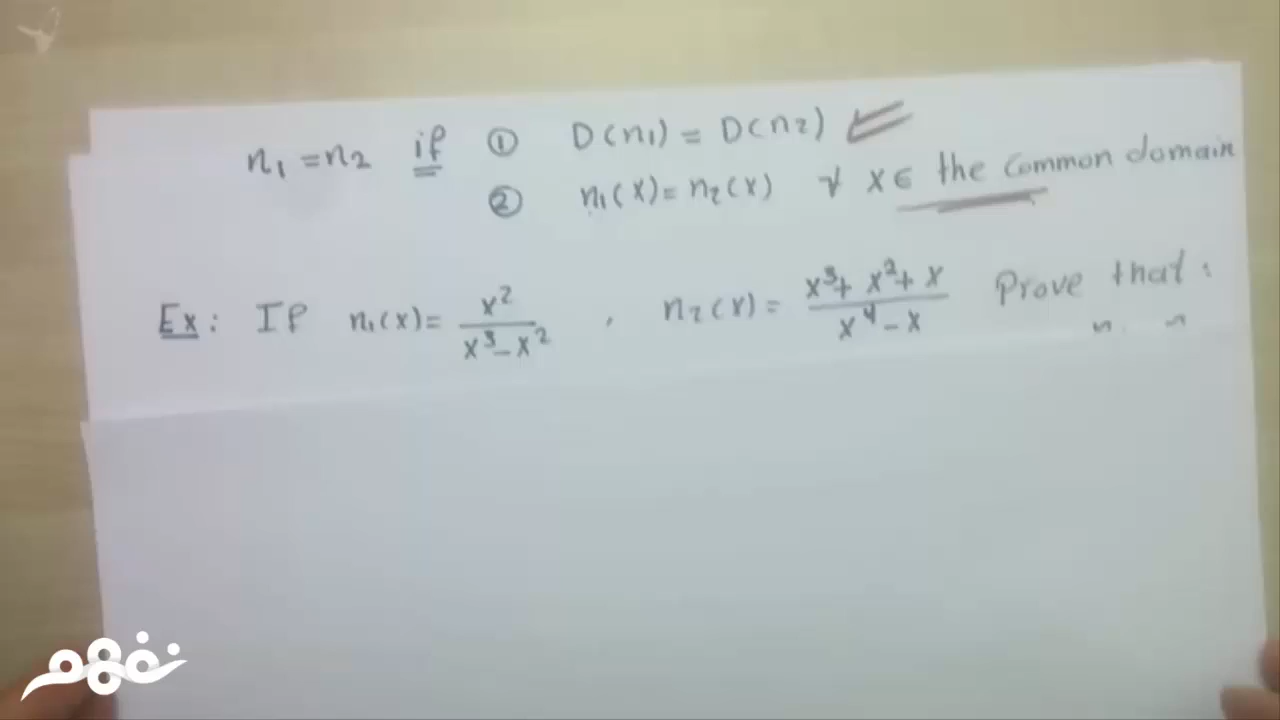 n₁ = n₂ if ① D(n₁) = D(n₂)
② n₁(x) = n₂(x) ∀ x ∈ the common domain
Ex: If n₁(x) = x²/(x³ - x²) , n₂(x) = (x³ + x² + x)/(x⁴ - x) Prove that :
نفهم